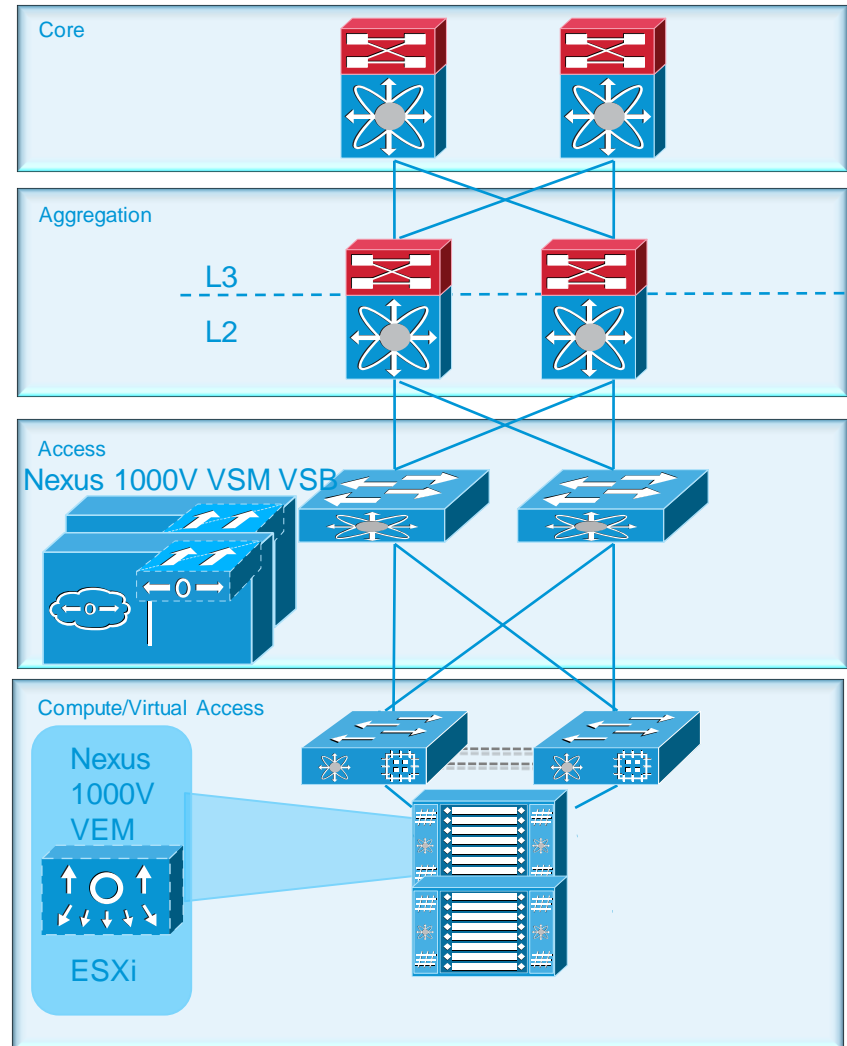 Core
Aggregation
L3
L2
Access
Nexus 1000V VSM VSB
Compute/Virtual Access
Nexus
1000V
VEM
ESXi